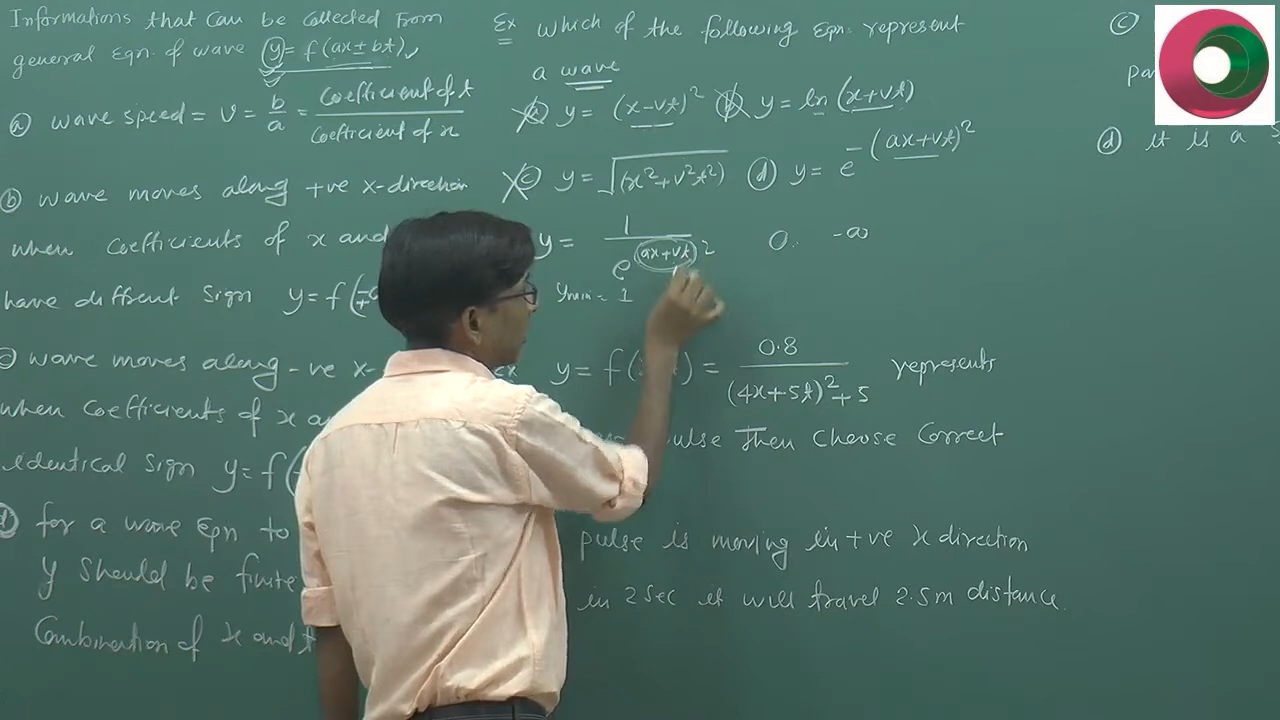 Informations that can be collected from
general Eqn. of wave y = f(ax ± bt)
(a) wave speed = v = b/a = coefficient of t / coefficient of x
(b) wave moves along +ve x-direction
when coefficients of x and
have different sign y = f(
(c) wave moves along -ve x-
when coefficients of x
identical sign y = f(
(d) for a wave Eqn to
y should be finite
Combination of x and t
Ex which of the following Eqn. represent
a wave
(a) y = (x-vt)² (b) y = ln (x+vt)
(c) y = √(x²+v²t²) (d) y = e^-(ax+vt)²
y = 1 / e^(ax+vt)² 0. -∞
ymin = 1
y = f( ) = 0.8 / (4x+5t)²+5 represents
pulse Then choose correct
pulse is moving in +ve x direction
in 2 sec it will travel 2.5m distance.
(c)
(d) it is a